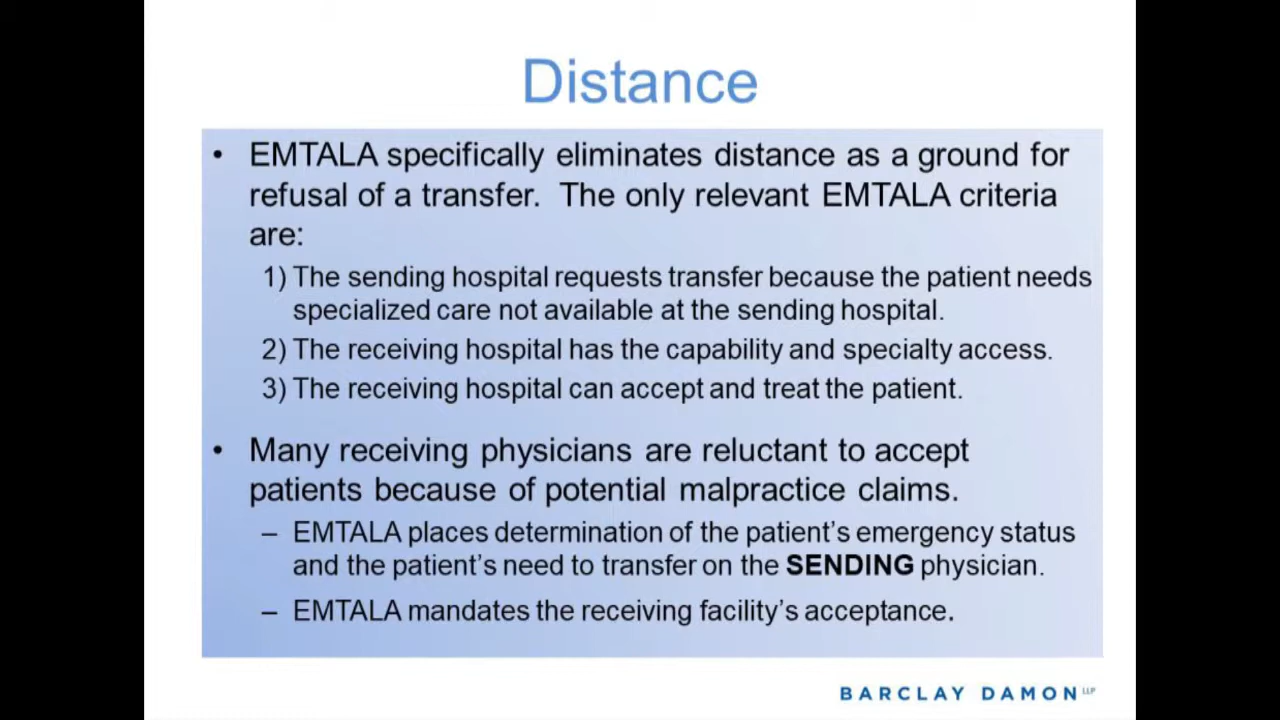 Distance
• EMTALA specifically eliminates distance as a ground for
refusal of a transfer.  The only relevant EMTALA criteria
are:
1) The sending hospital requests transfer because the patient needs
specialized care not available at the sending hospital.
2) The receiving hospital has the capability and specialty access.
3) The receiving hospital can accept and treat the patient.
• Many receiving physicians are reluctant to accept
patients because of potential malpractice claims.
– EMTALA places determination of the patient’s emergency status
and the patient’s need to transfer on the SENDING physician.
– EMTALA mandates the receiving facility’s acceptance.
BARCLAY DAMON LLP